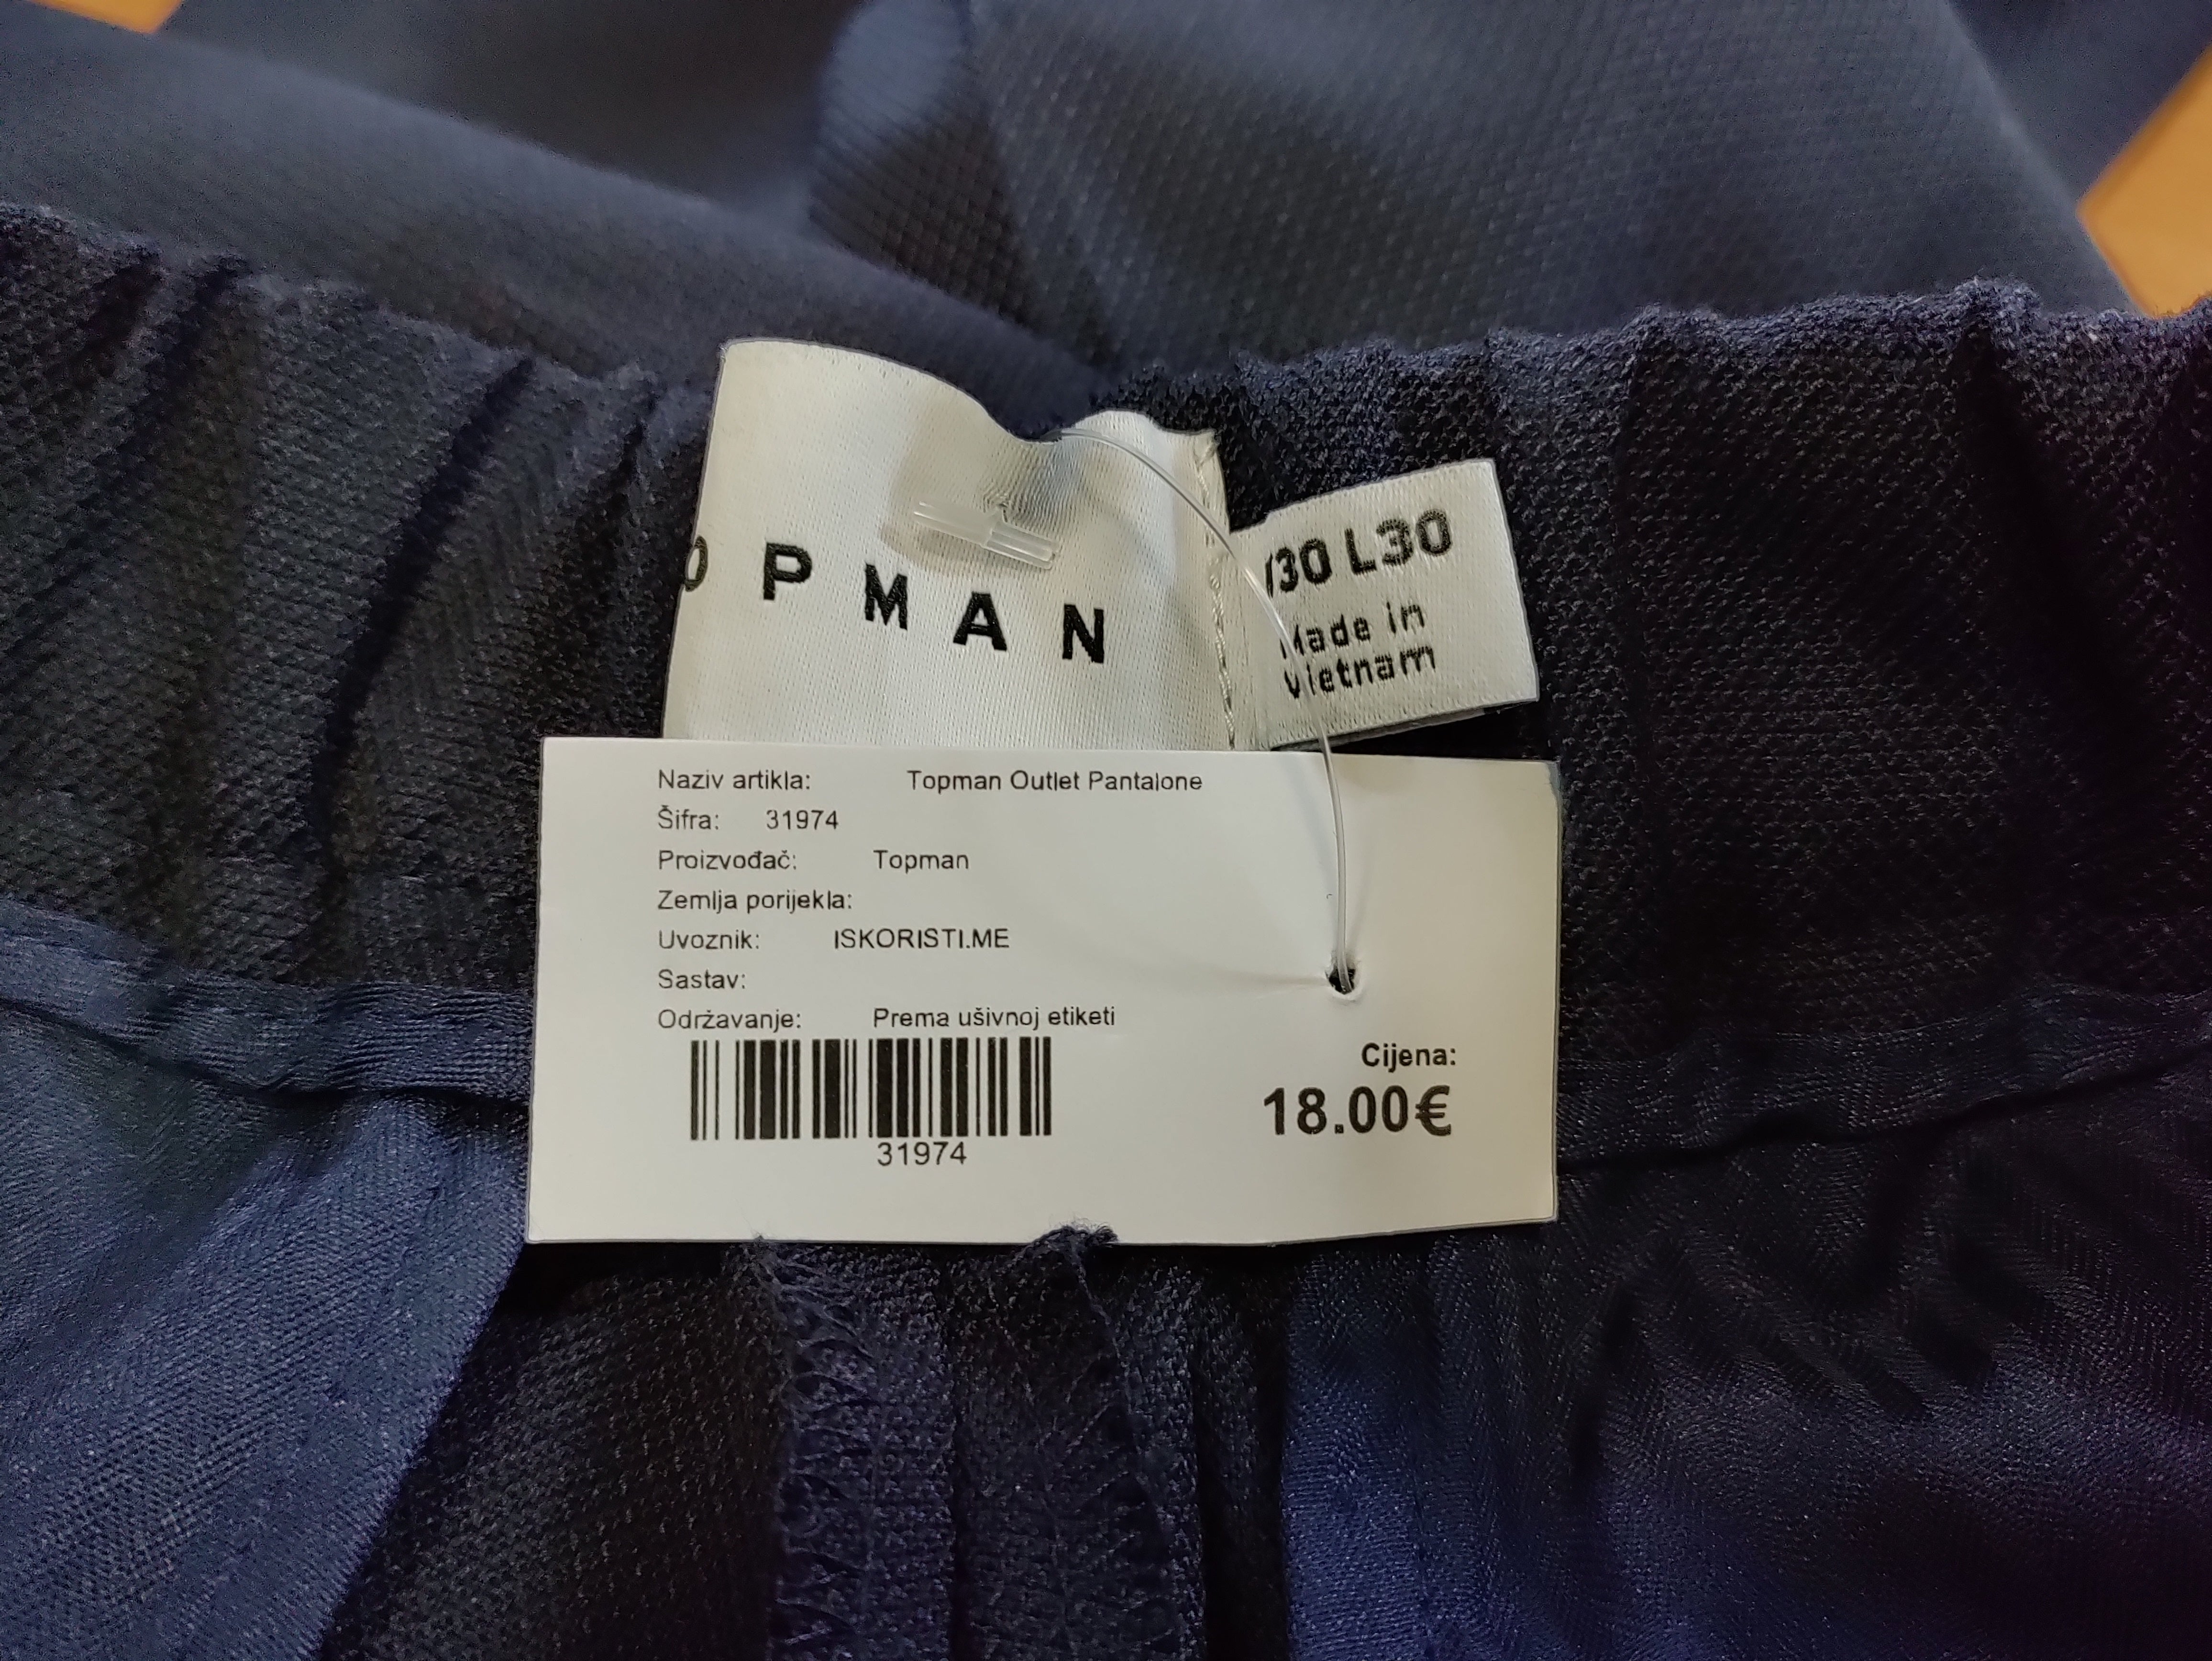 OPMAN
/30 L30
Made in
Vietnam
Naziv artikla: Topman Outlet Pantalone
Šifra: 31974
Proizvođač: Topman
Zemlja porijekla:
Uvoznik: ISKORISTI.ME
Sastav:
Održavanje: Prema ušivnoj etiketi
31974
Cijena:
18.00€